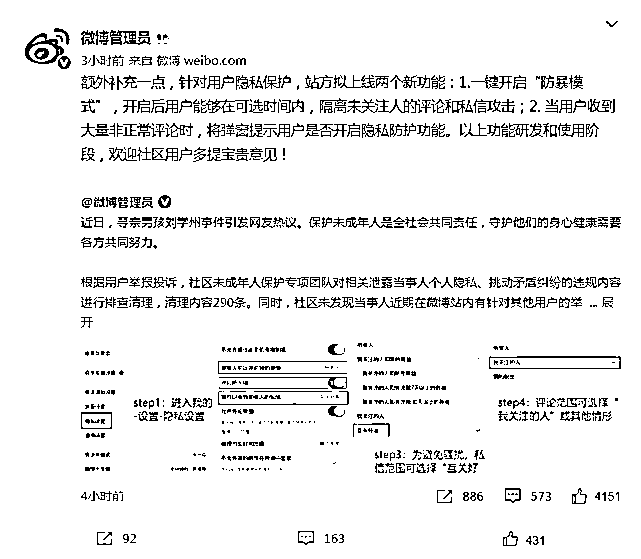 微博管理员
3小时前 来自 微博 weibo.com
额外补充一点，针对用户隐私保护，站方拟上线两个新功能：1.一键开启“防暴模
式”，开启后用户能够在可选时间内，隔离未关注人的评论和私信攻击；2. 当用户收到
大量非正常评论时，将弹窗提示用户是否开启隐私防护功能。以上功能研发和使用阶
段，欢迎社区用户多提宝贵意见！
@微博管理员
近日，寻亲男孩刘学州事件引发网友热议。保护未成年人是全社会共同责任，守护他们的身心健康需要
各方共同努力。
根据用户举报投诉，社区未成年人保护专项团队对相关泄露当事人个人隐私、挑动矛盾纠纷的违规内容
进行排查清理，清理内容290条。同时，社区未发现当事人近期在微博站内有针对其他用户的举 ... 展
开
step1：进入我的
-设置-隐私设置
step3：为避免骚扰，私
信范围可选择“互关好
step4：评论范围可选择“
我关注的人”或其他情形
4小时前 886 573 4151
92 163 431